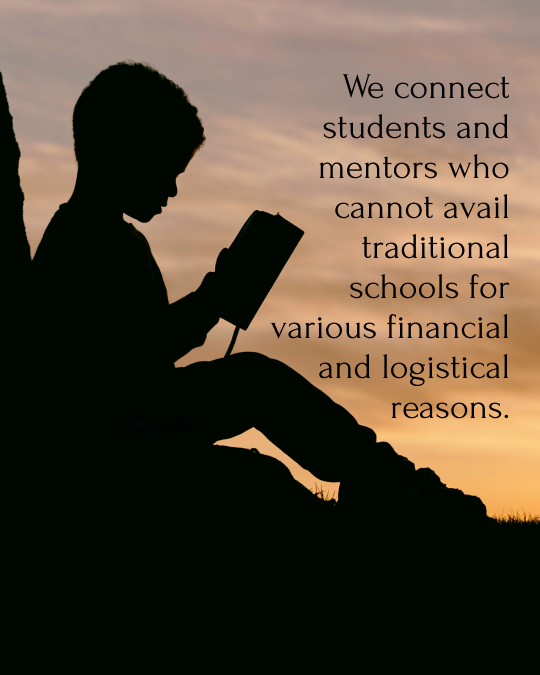 We connect
students and
mentors who
cannot avail
traditional
schools for
various financial
and logistical
reasons.